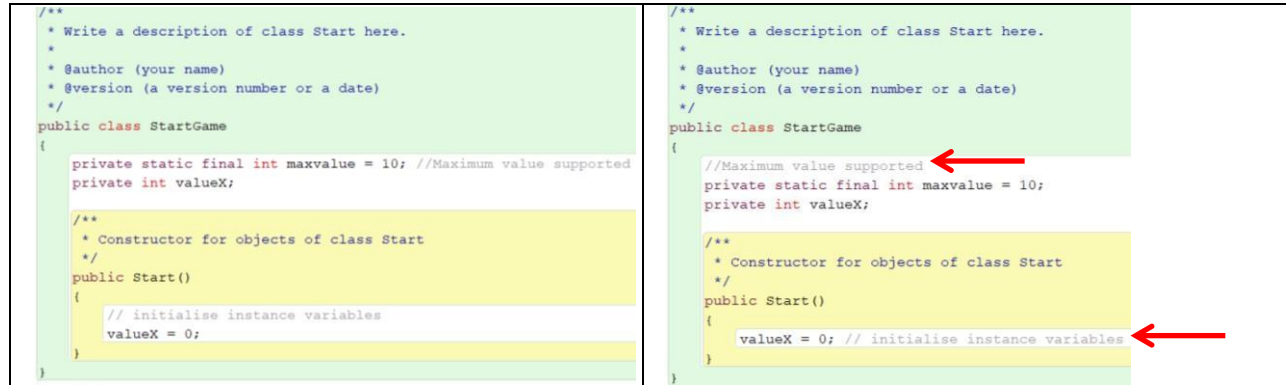 /**
* Write a description of class Start here.
*
* @author (your name)
* @version (a version number or a date)
*/
public class StartGame
{
private static final int maxvalue = 10; //Maximum value supported
private int valueX;
/**
* Constructor for objects of class Start
*/
public Start()
{
// initialise instance variables
valueX = 0;
}
}
/**
* Write a description of class Start here.
*
* @author (your name)
* @version (a version number or a date)
*/
public class StartGame
{
//Maximum value supported
private static final int maxvalue = 10;
private int valueX;
/**
* Constructor for objects of class Start
*/
public Start()
{
valueX = 0; // initialise instance variables
}
}